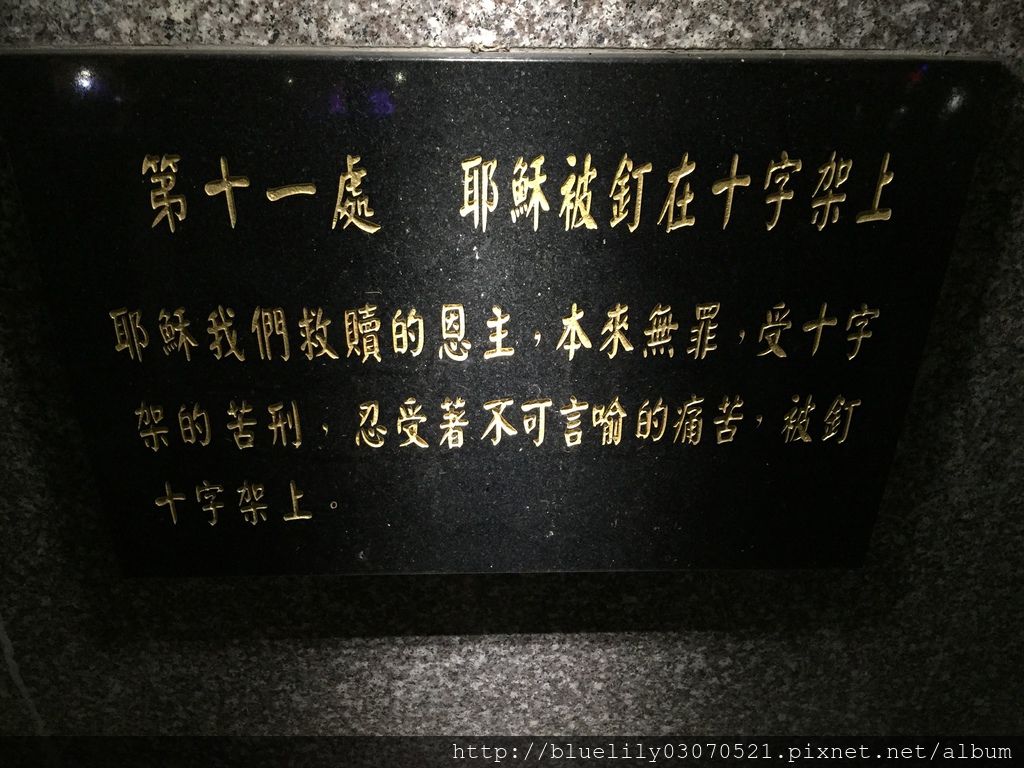 第十一處　耶穌被釘在十字架上
耶穌我們救贖的恩主，本來無罪，受十字
架的苦刑，忍受著不可言喻的痛苦，被釘
十字架上。
http://bluelily03070521.pixnet.net/album